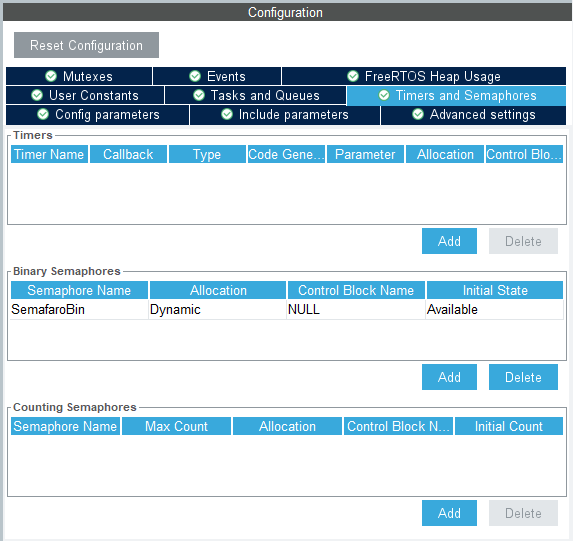 Configuration
Reset Configuration
Mutexes Events FreeRTOS Heap Usage
User Constants Tasks and Queues Timers and Semaphores
Config parameters Include parameters Advanced settings
Timers
Timer Name Callback Type Code Gene... Parameter Allocation Control Blo...
Add Delete
Binary Semaphores
Semaphore Name Allocation Control Block Name Initial State
SemafaroBin Dynamic NULL Available
Add Delete
Counting Semaphores
Semaphore Name Max Count Allocation Control Block N... Initial Count
Add Delete